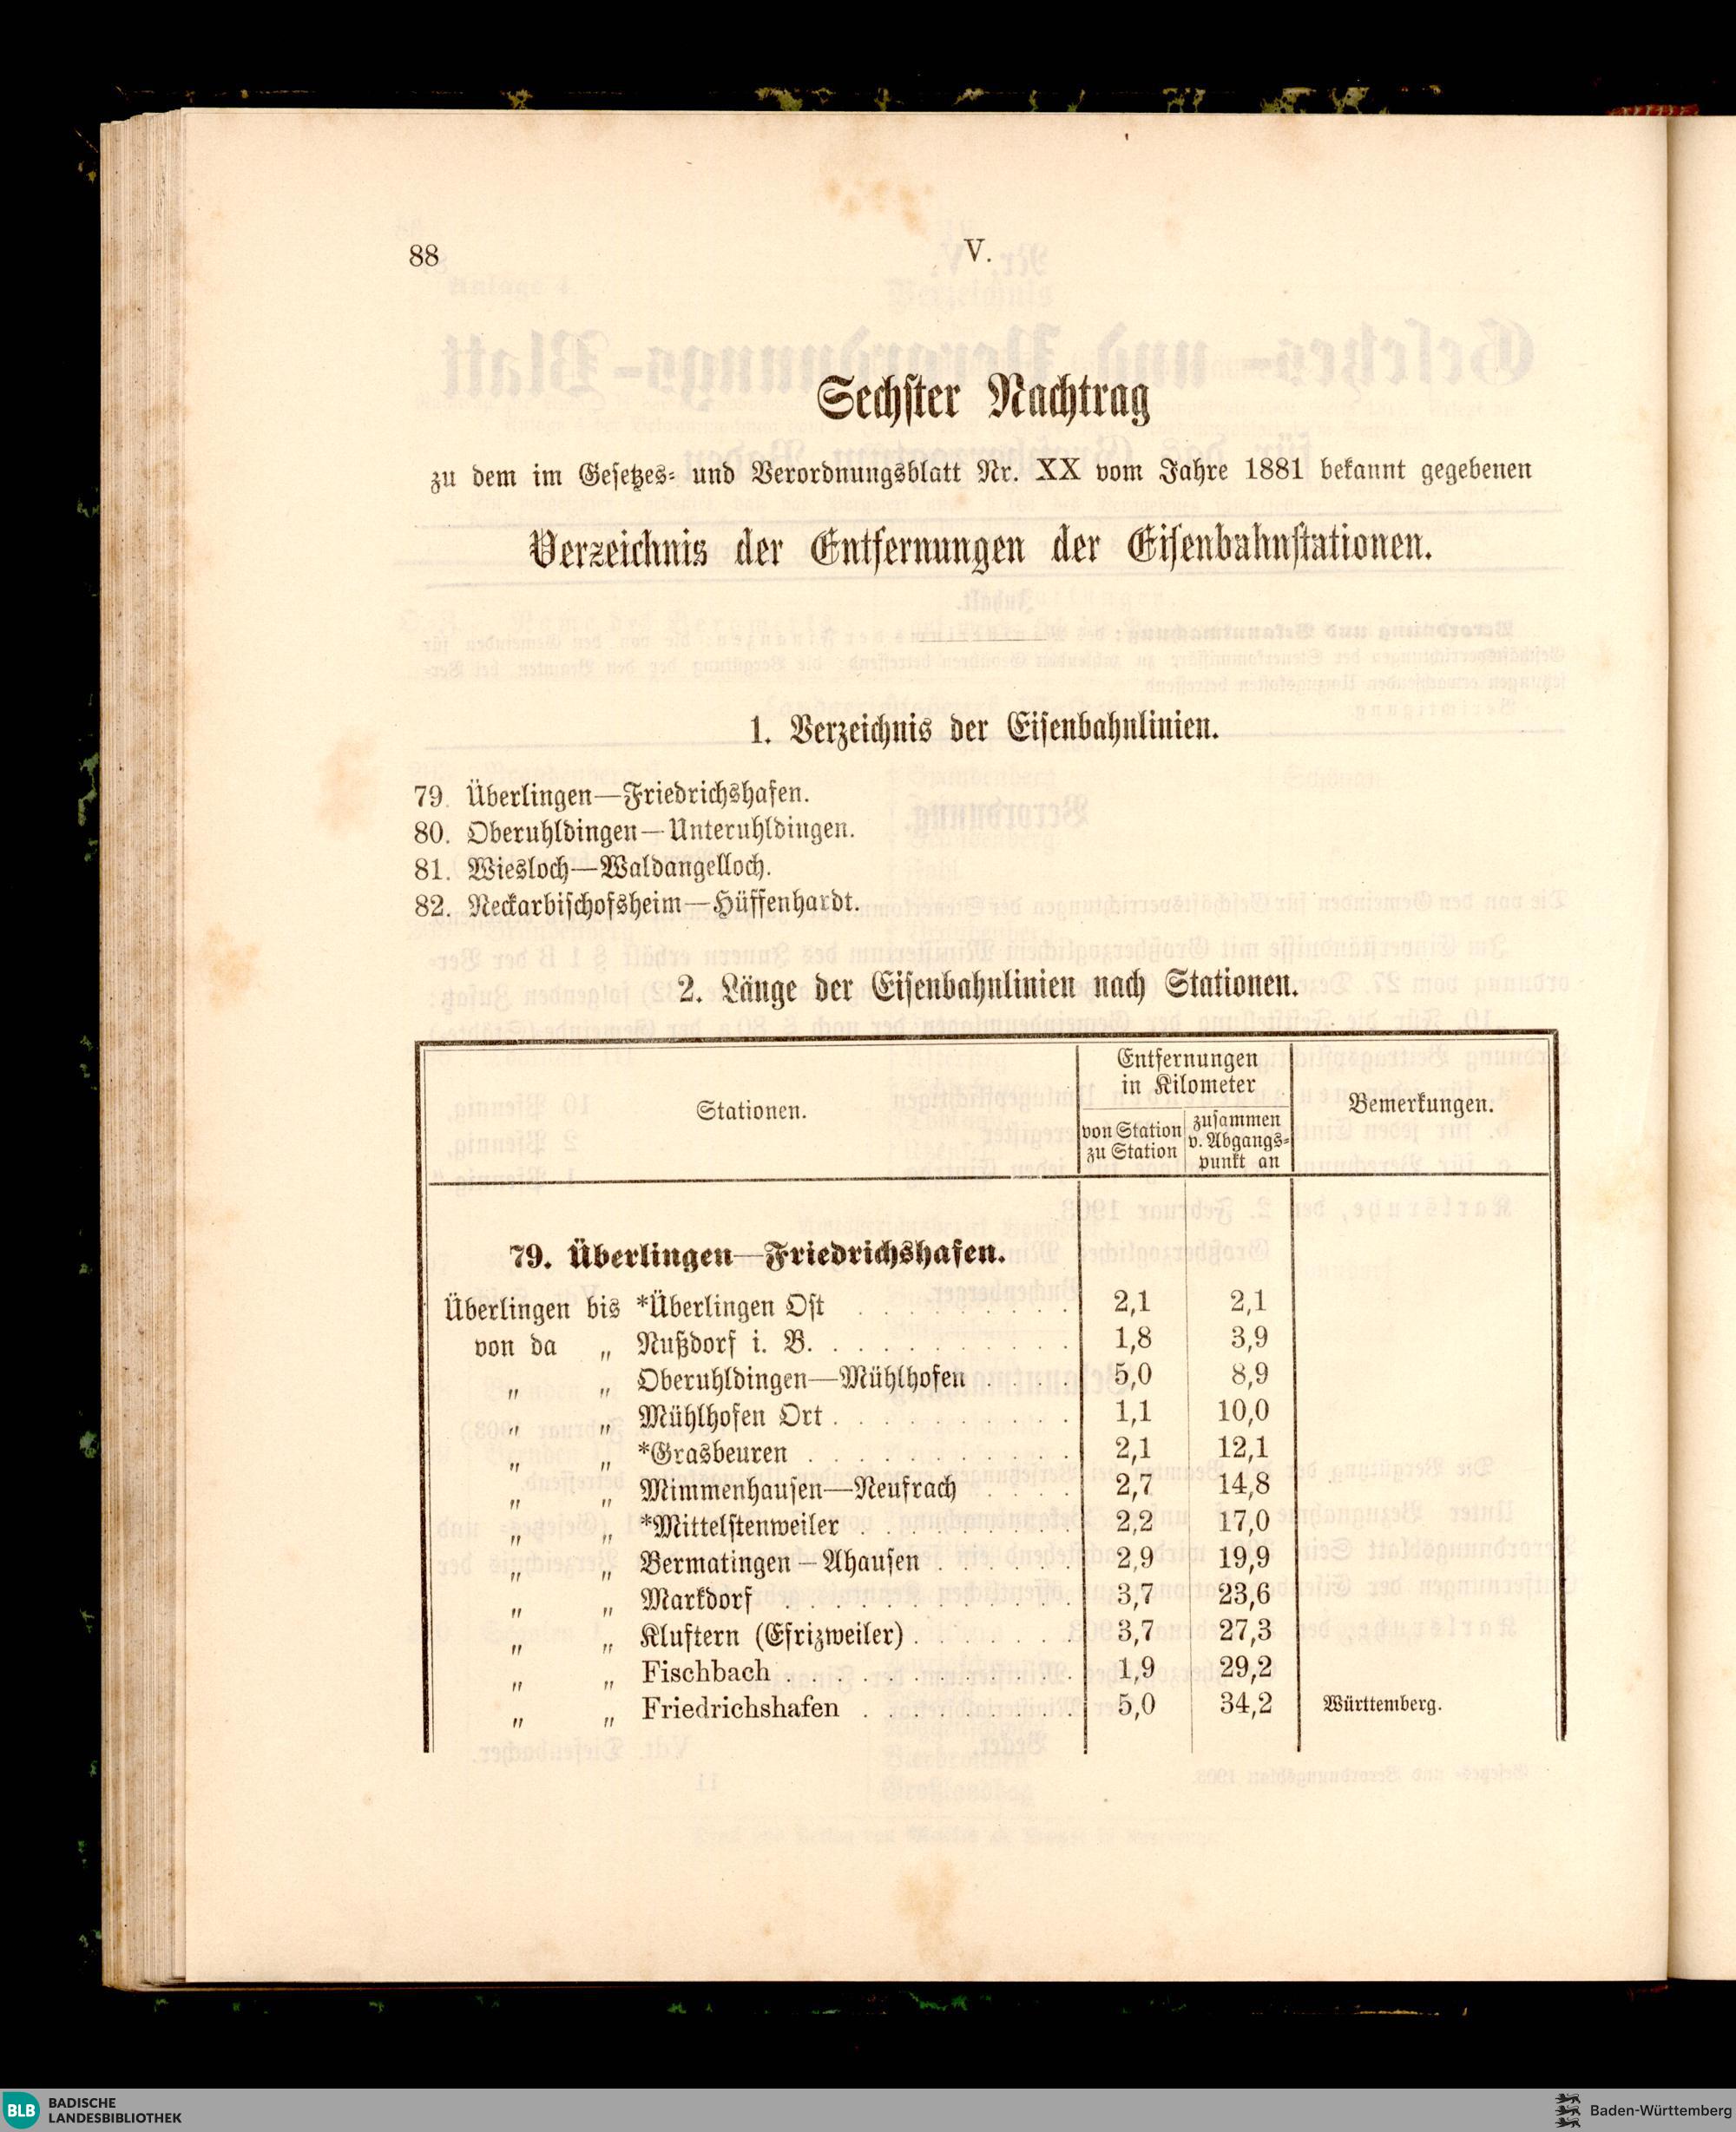 88
V.
Sechster Nachtrag
zu dem im Gesetzes- und Verordnungsblatt Nr. XX vom Jahre 1881 bekannt gegebenen
Verzeichnis der Entfernungen der Eisenbahnstationen.
1. Verzeichnis der Eisenbahnlinien.
79. Überlingen—Friedrichshafen.
80. Oberuhldingen—Unteruhldingen.
81. Wiesloch—Waldangelloch.
82. Neckarbischofsheim—Hüffenhardt.
2. Länge der Eisenbahnlinien nach Stationen.
Stationen.
Entfernungen
in Kilometer
von Station
zu Station
zusammen
v. Abgangs-
punkt an
Bemerkungen.
79. Überlingen—Friedrichshafen.
Überlingen bis *Überlingen Ost . . . . . . . . . 2,1 2,1
von da „ Nußdorf i. B. . . . . . . . . . . 1,8 3,9
„ „ Oberuhldingen—Mühlhofen . . . . 5,0 8,9
„ „ Mühlhofen Ort . . . . . . . . . . 1,1 10,0
„ „ *Grasbeuren . . . . . . . . . . . 2,1 12,1
„ „ Mimmenhausen—Neufrach . . . . 2,7 14,8
„ „ *Mittelstenweiler . . . . . . . . . 2,2 17,0
„ „ Bermatingen—Ahausen . . . . . . 2,9 19,9
„ „ Markdorf . . . . . . . . . . . . 3,7 23,6
„ „ Kluftern (Efrizweiler) . . . . . . . 3,7 27,3
„ „ Fischbach . . . . . . . . . . . . 1,9 29,2
„ „ Friedrichshafen . . . . . . . . . 5,0 34,2 Württemberg.
BLB BADISCHE
LANDESBIBLIOTHEK
Baden-Württemberg